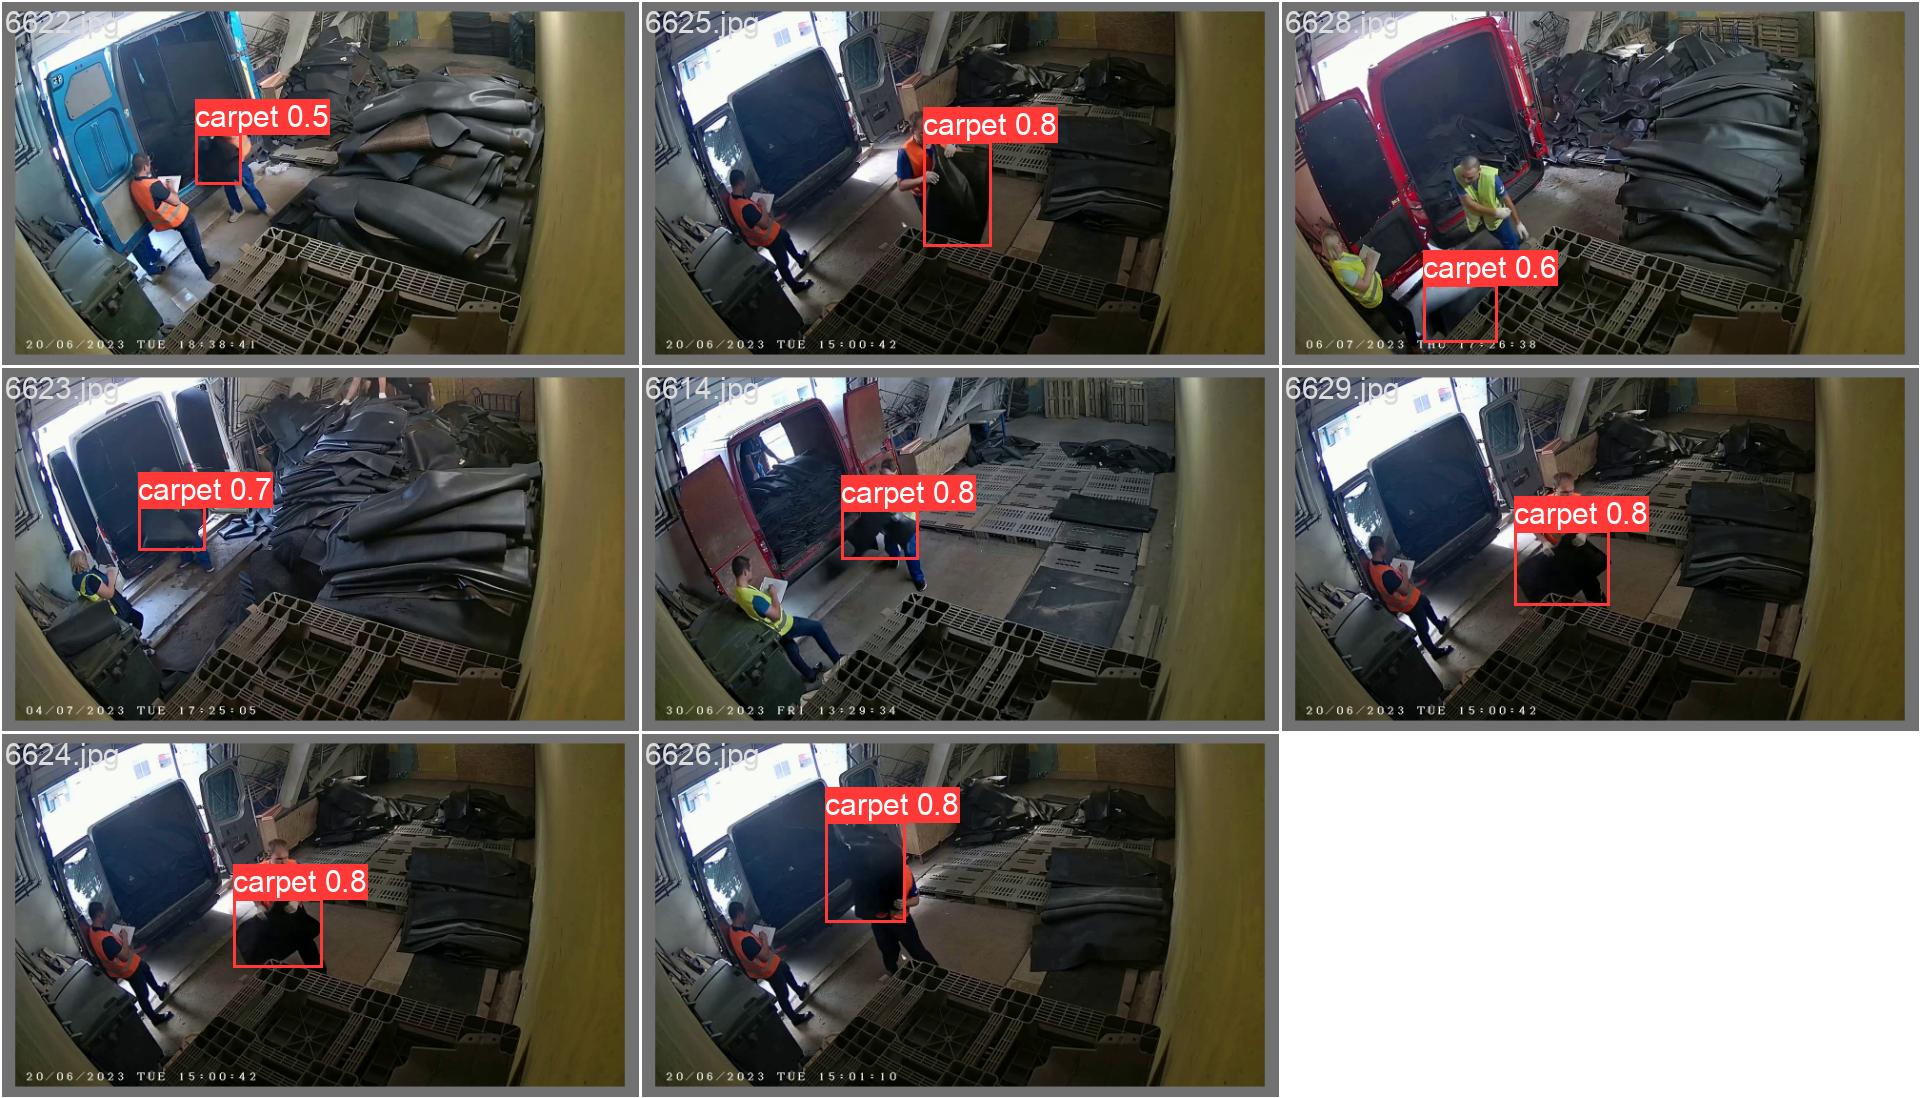 6622.jpg
carpet 0.5
20/06/2023 TUE 18:38:41
6625.jpg
carpet 0.8
20/06/2023 TUE 15:00:42
6628.jpg
carpet 0.6
06/07/2023 THU 17:26:38
6623.jpg
carpet 0.7
04/07/2023 TUE 17:25:05
6614.jpg
carpet 0.8
30/06/2023 FRI 13:29:34
6629.jpg
carpet 0.8
20/06/2023 TUE 15:00:42
6624.jpg
carpet 0.8
20/06/2023 TUE 15:00:42
6626.jpg
carpet 0.8
20/06/2023 TUE 15:01:10